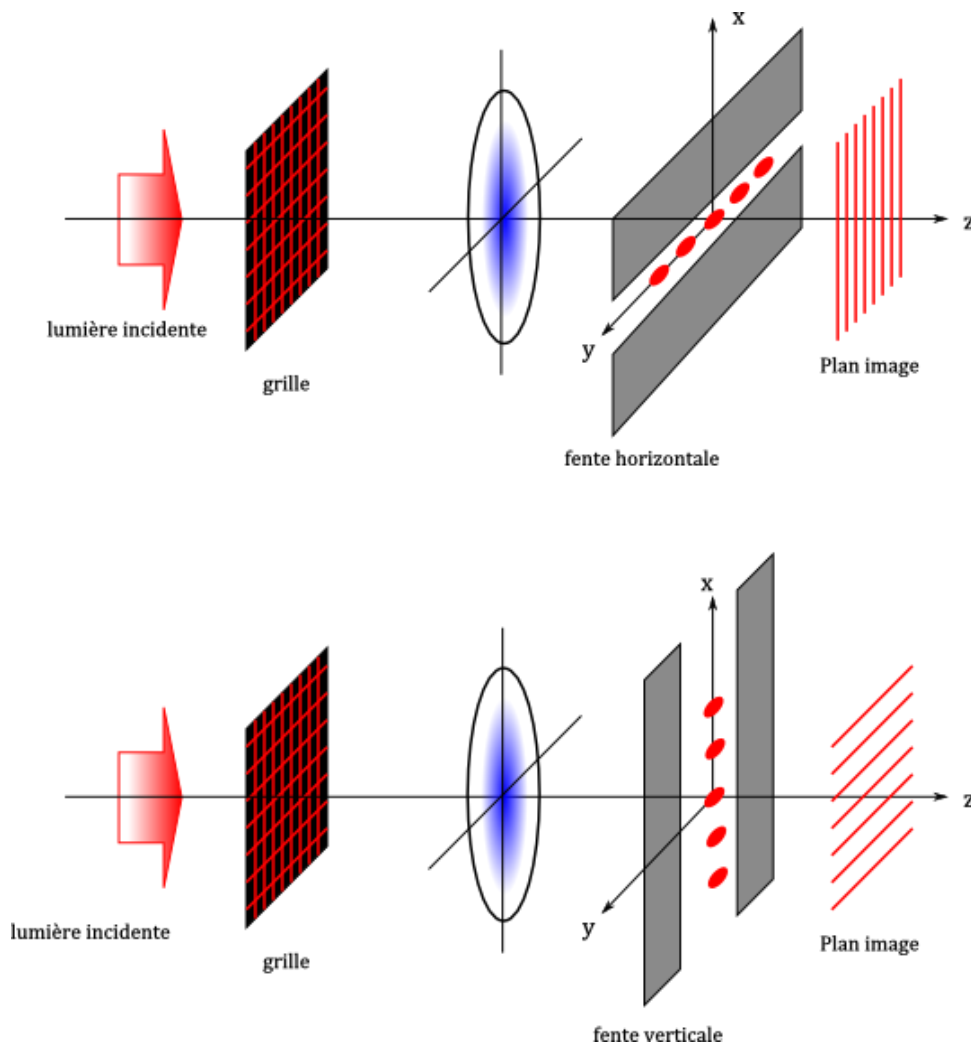 x
z
lumière incidente
y
Plan image
grille
fente horizontale
x
z
y
lumière incidente
Plan image
grille
fente verticale